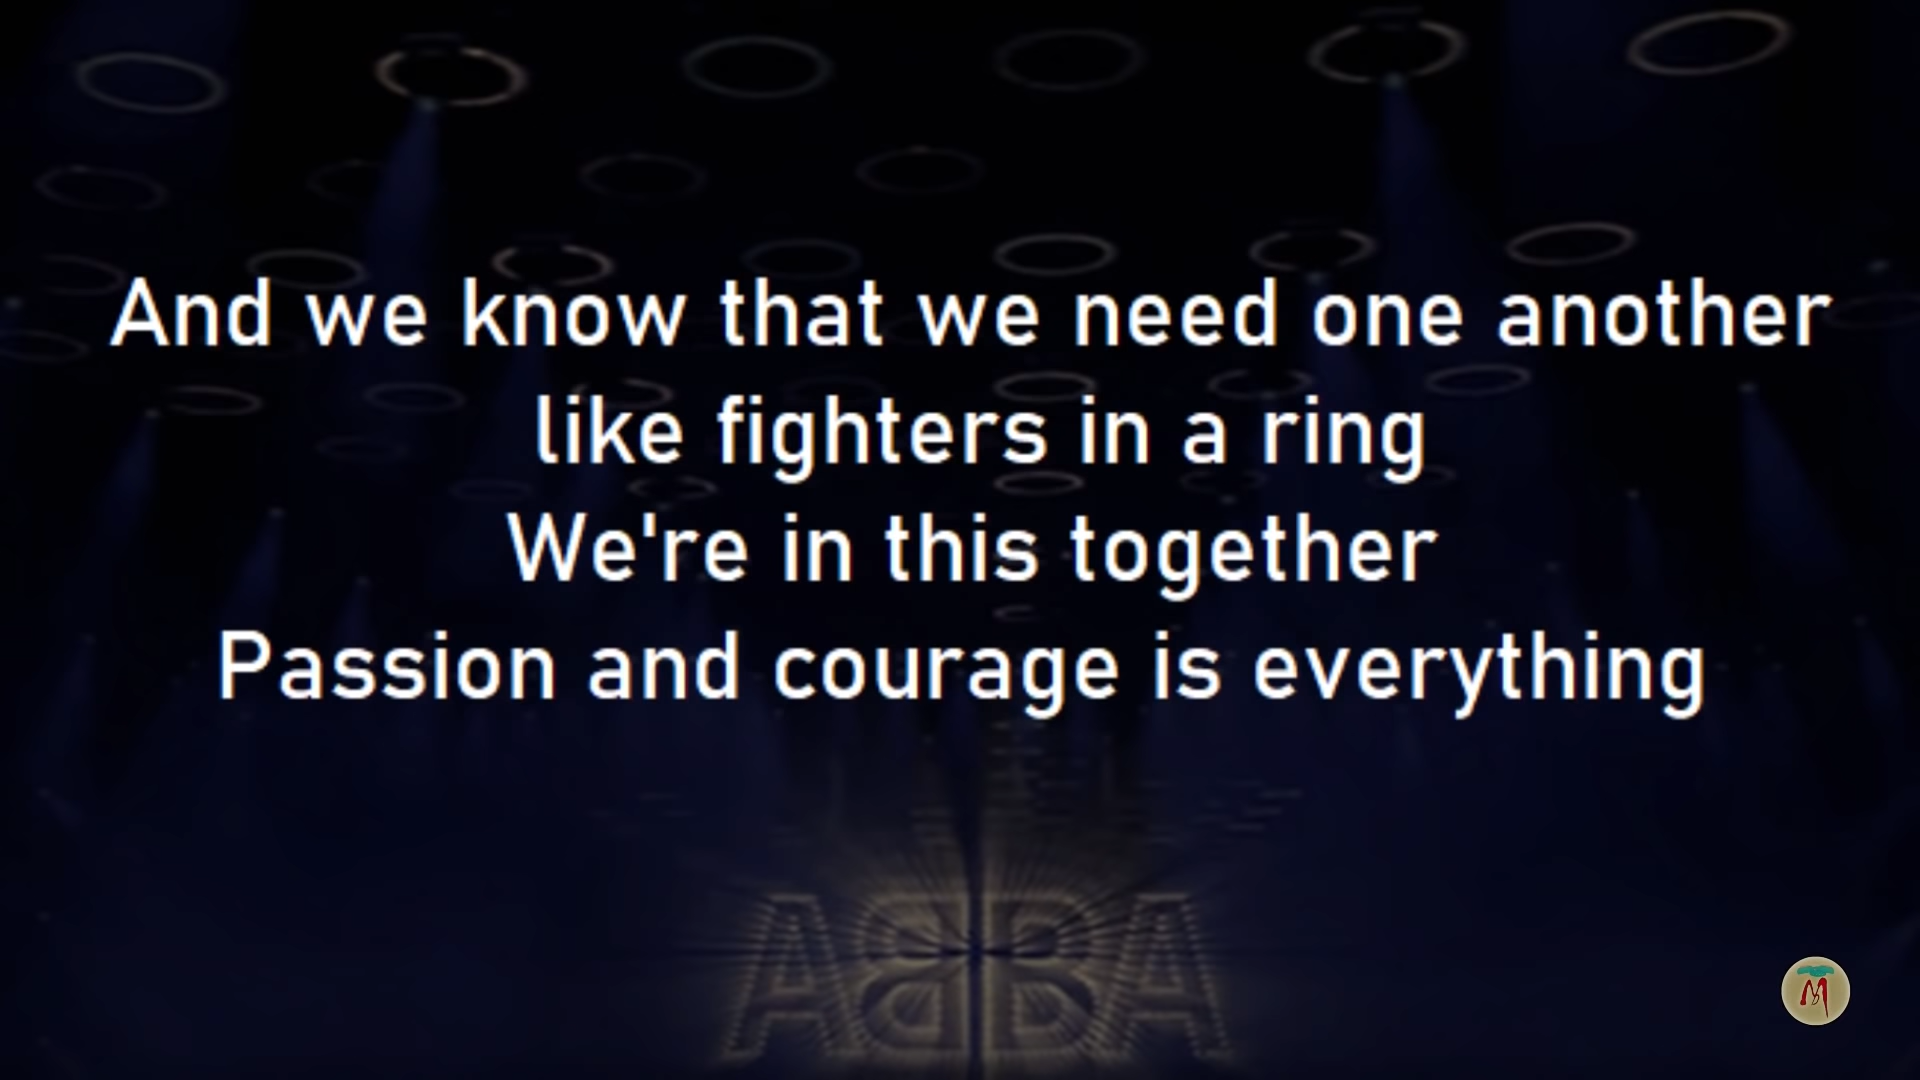 And we know that we need one another
like fighters in a ring
We're in this together
Passion and courage is everything
ABBA